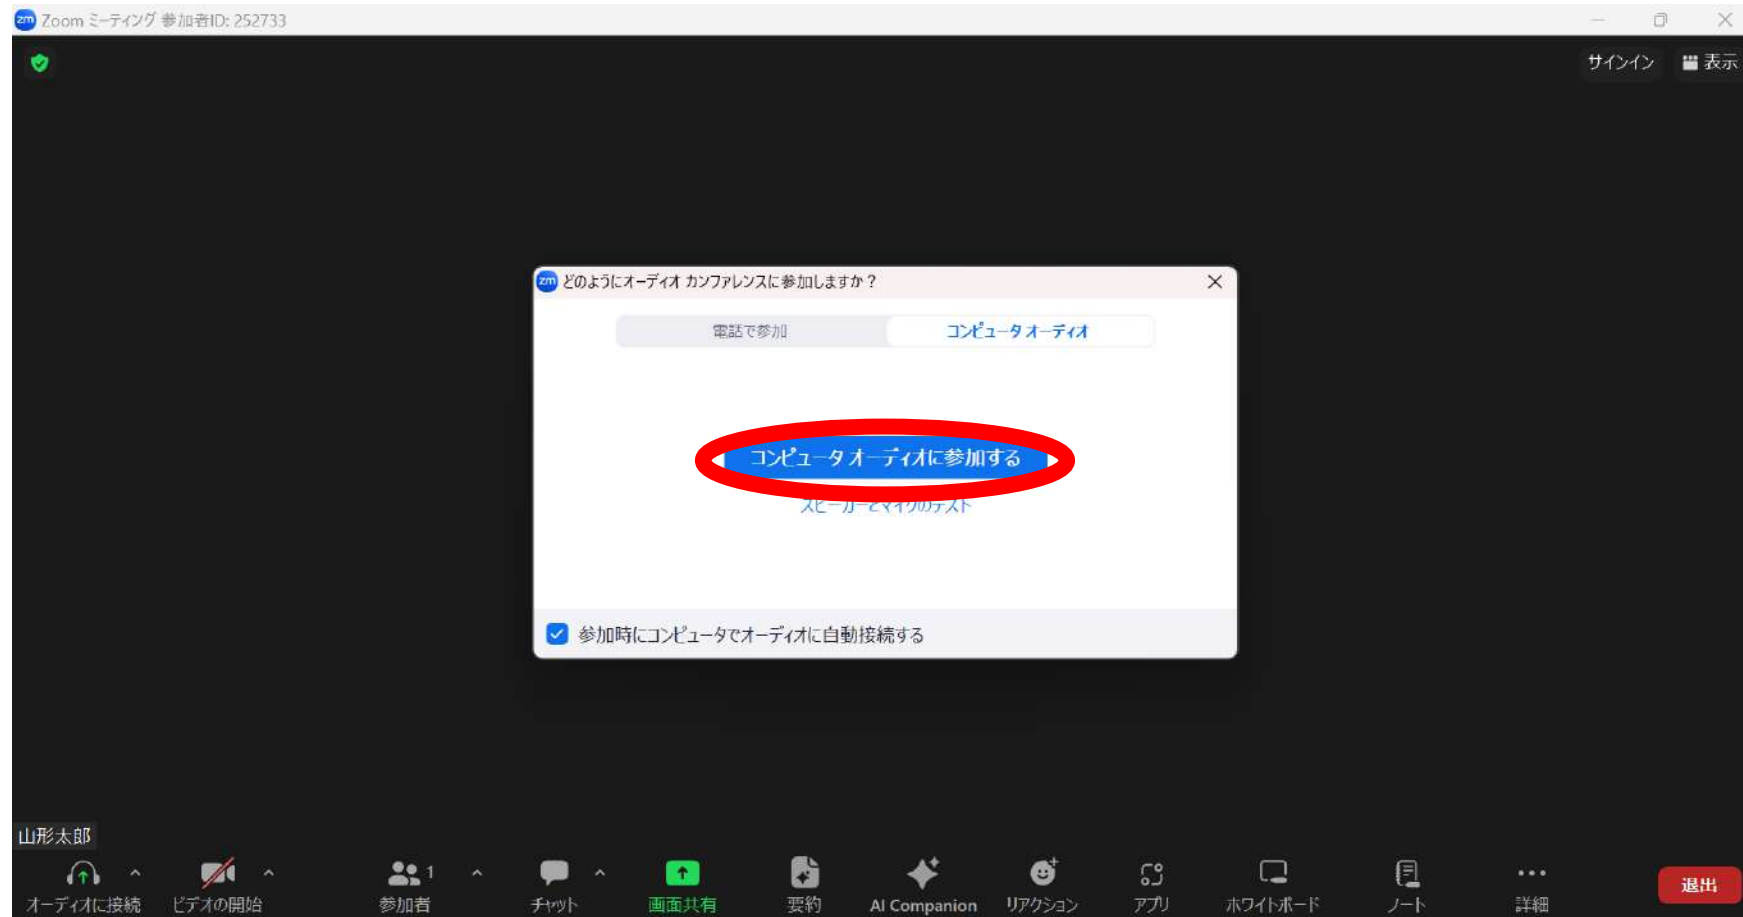 zm Zoom ミーティング 参加者ID: 252733
サインイン 表示
zm どのようにオーディオ カンファレンスに参加しますか？
電話で参加 コンピュータ オーディオ
コンピュータ オーディオに参加する
スピーカーとマイクのテスト
参加時にコンピュータでオーディオに自動接続する
山形太郎
1
オーディオに接続 ビデオの開始 参加者 チャット 画面共有 要約 AI Companion リアクション アプリ ホワイトボード ノート 詳細 退出